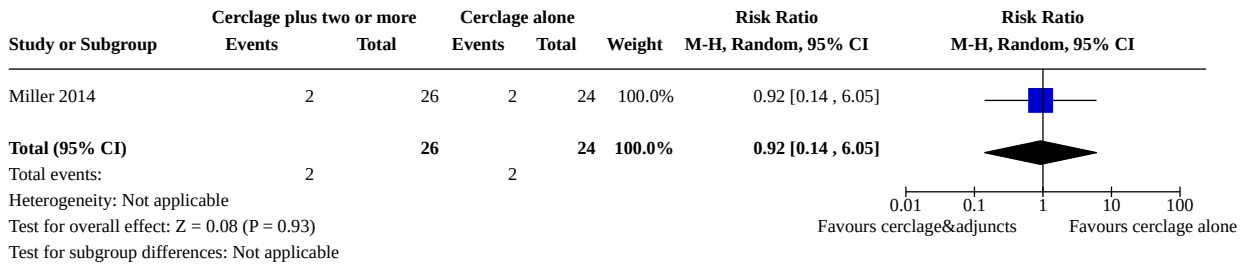 Cerclage plus two or more Cerclage alone Risk Ratio Risk Ratio
Study or Subgroup Events Total Events Total Weight M-H, Random, 95% CI M-H, Random, 95% CI
Miller 2014 2 26 2 24 100.0% 0.92 [0.14 , 6.05]
Total (95% CI) 26 24 100.0% 0.92 [0.14 , 6.05]
Total events: 2 2
Heterogeneity: Not applicable
0.01 0.1 1 10 100
Test for overall effect: Z = 0.08 (P = 0.93)
Favours cerclage&adjuncts Favours cerclage alone
Test for subgroup differences: Not applicable